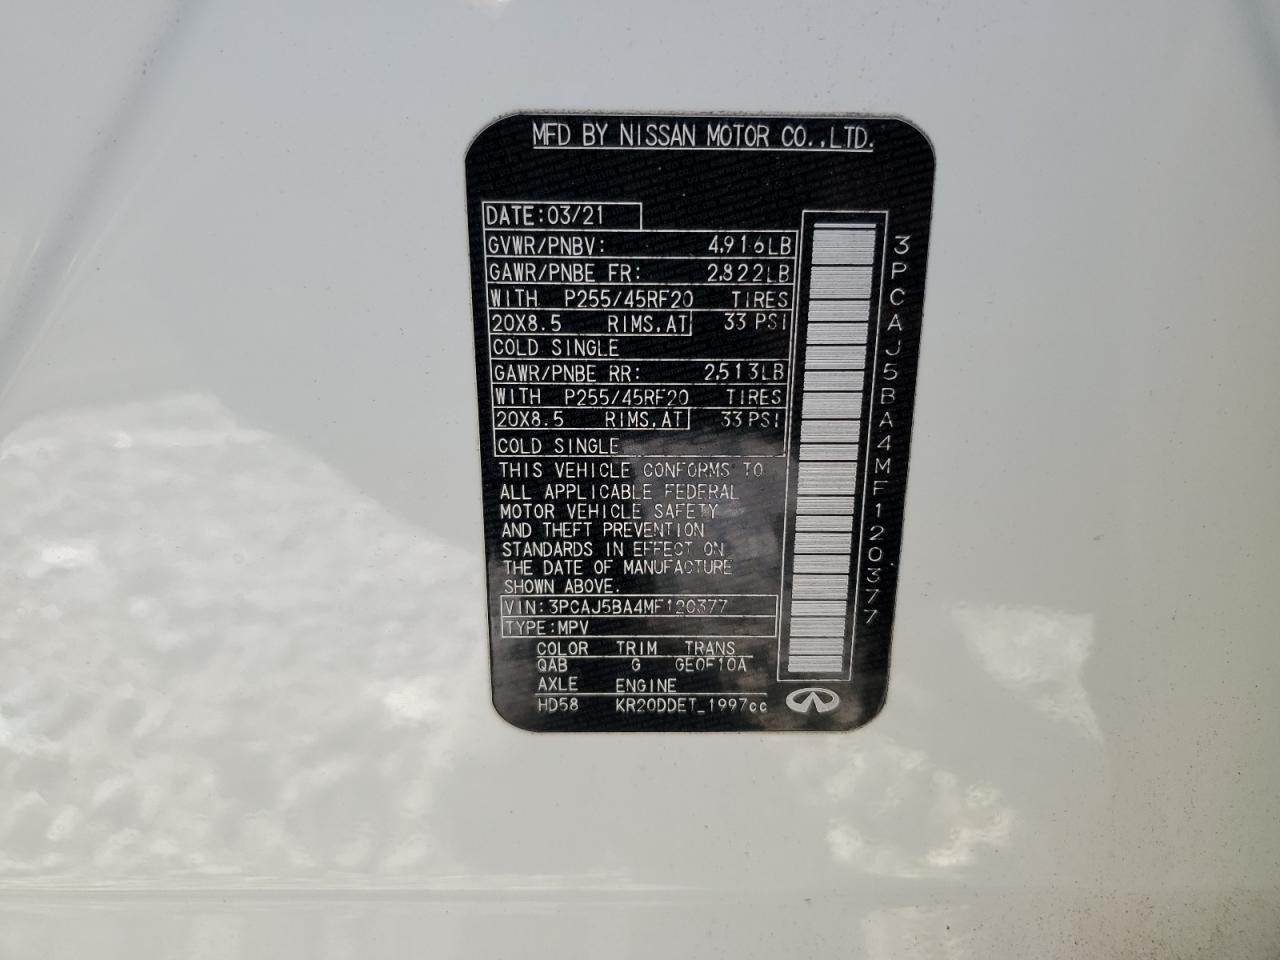 MFD BY NISSAN MOTOR CO.,LTD.
DATE:03/21
GVWR/PNBV: 4,916LB
GAWR/PNBE FR: 2,822LB
WITH P255/45RF20 TIRES
20X8.5 RIMS,AT 33 PSI
COLD SINGLE
GAWR/PNBE RR: 2,513LB
WITH P255/45RF20 TIRES
20X8.5 RIMS,AT 33 PSI
COLD SINGLE
THIS VEHICLE CONFORMS TO
ALL APPLICABLE FEDERAL
MOTOR VEHICLE SAFETY
AND THEFT PREVENTION
STANDARDS IN EFFECT ON
THE DATE OF MANUFACTURE
SHOWN ABOVE.
VIN:3PCAJ5BA4MF120377
TYPE:MPV
COLOR TRIM TRANS
QAB G GE0F10A
AXLE ENGINE
HD58 KR20DDET_1997cc
3PCAJ5BA4MF120377